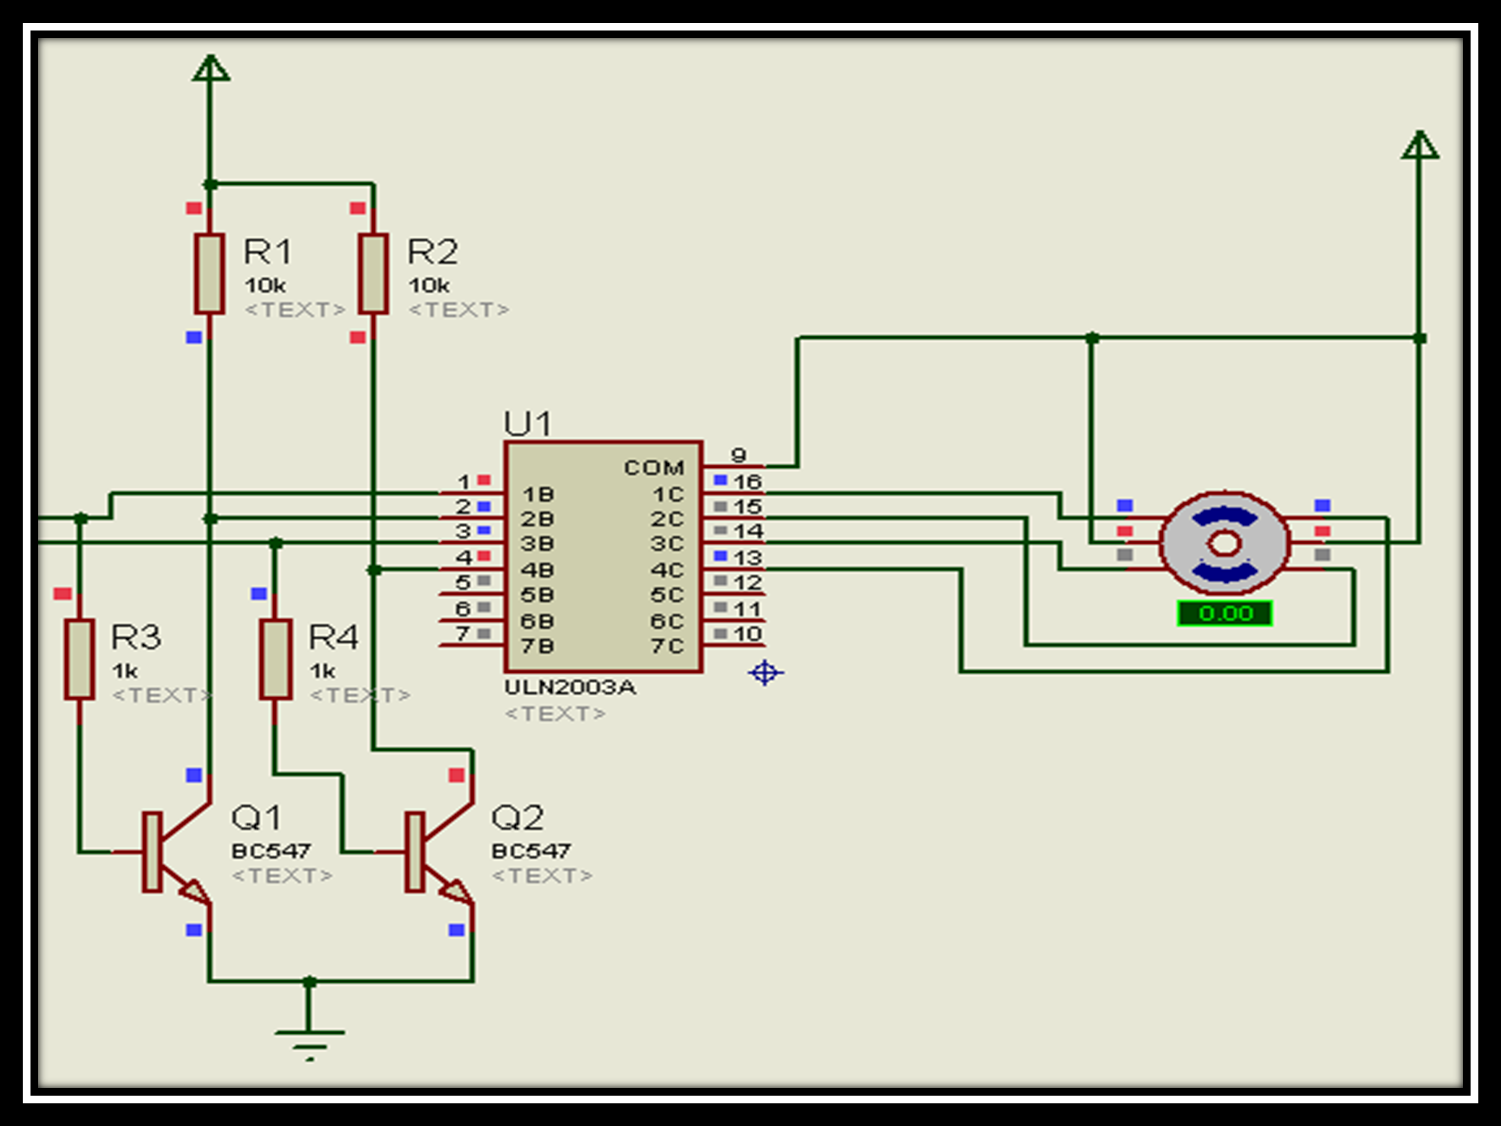 R1
10k
<TEXT>
R2
10k
<TEXT>
U1
COM
9
1
1B
1C
16
2
2B
2C
15
3
3B
3C
14
4
4B
4C
13
5
5B
5C
12
6
6B
6C
11
7
7B
7C
10
ULN2003A
<TEXT>
0.00
R3
1k
<TEXT>
R4
1k
<TEXT>
Q1
BC547
<TEXT>
Q2
BC547
<TEXT>